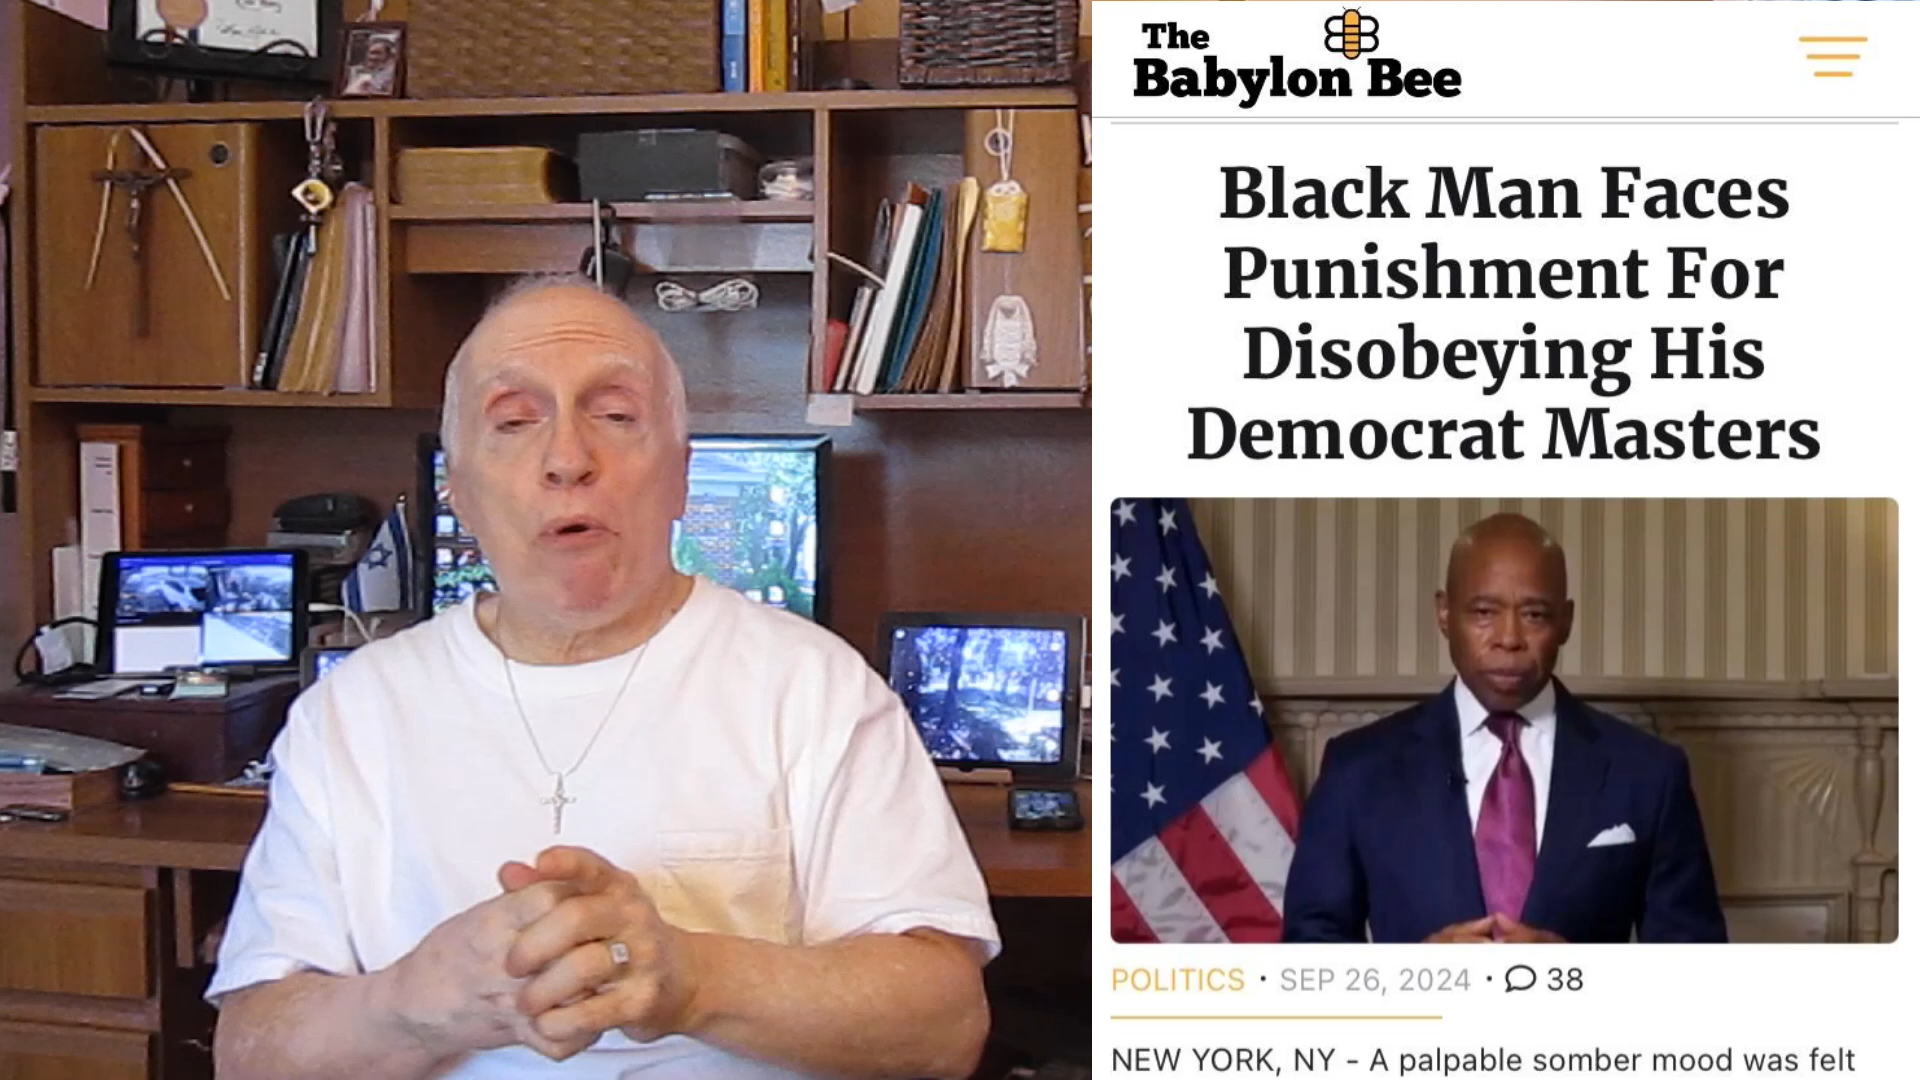 The
Babylon Bee
Black Man Faces
Punishment For
Disobeying His
Democrat Masters
POLITICS · SEP 26, 2024 · 38
NEW YORK, NY – A palpable somber mood was felt